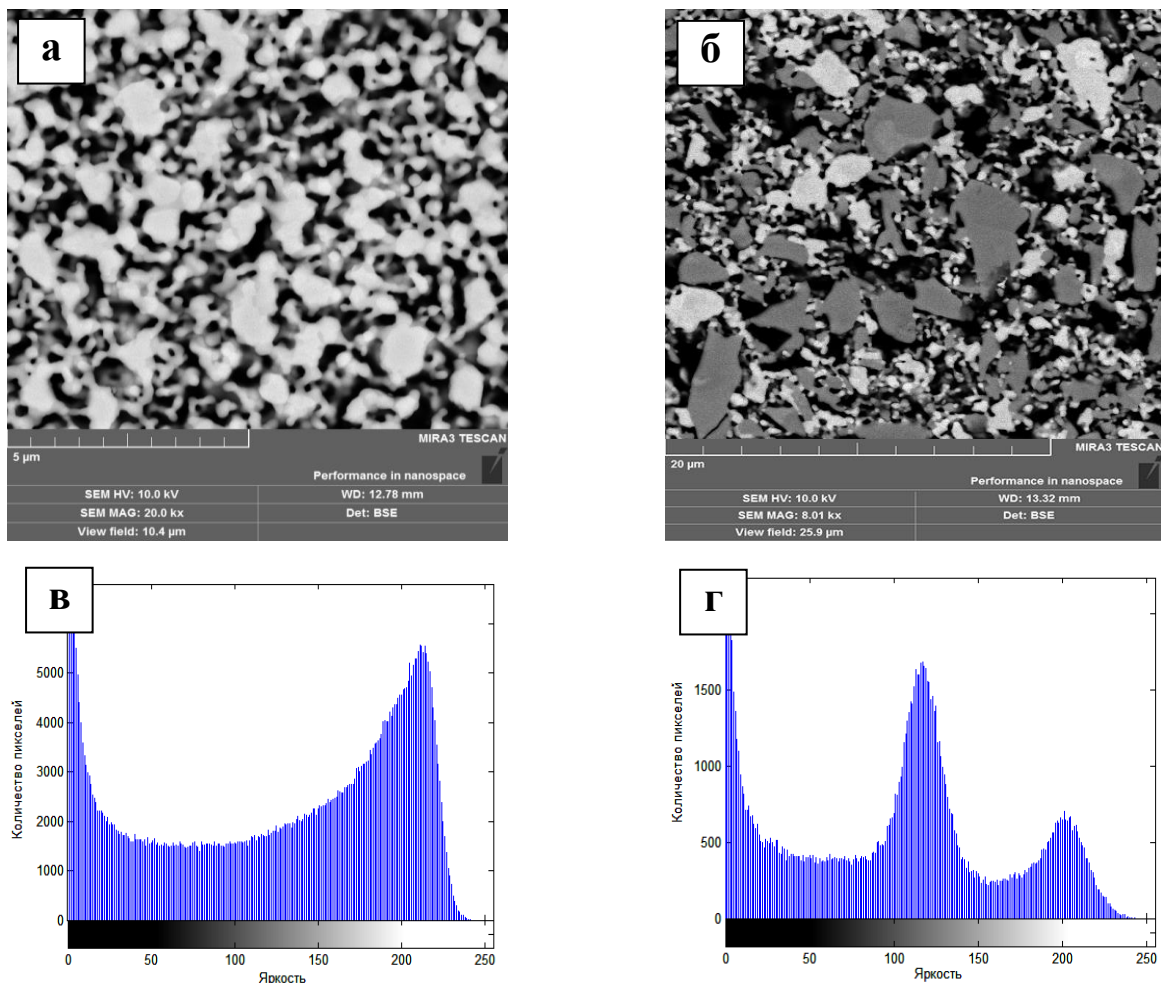 а
5 µm
MIRA3 TESCAN
Performance in nanospace
SEM HV: 10.0 kV
WD: 12.78 mm
SEM MAG: 20.0 kx
Det: BSE
View field: 10.4 µm
б
20 µm
MIRA3 TESCAN
Performance in nanospace
SEM HV: 10.0 kV
WD: 13.32 mm
SEM MAG: 8.01 kx
Det: BSE
View field: 25.9 µm
в
Количество пикселей
5000
4000
3000
2000
1000
0
0 50 100 150 200 250
Яркость
г
Количество пикселей
1500
1000
500
0
0 50 100 150 200 250
Яркость